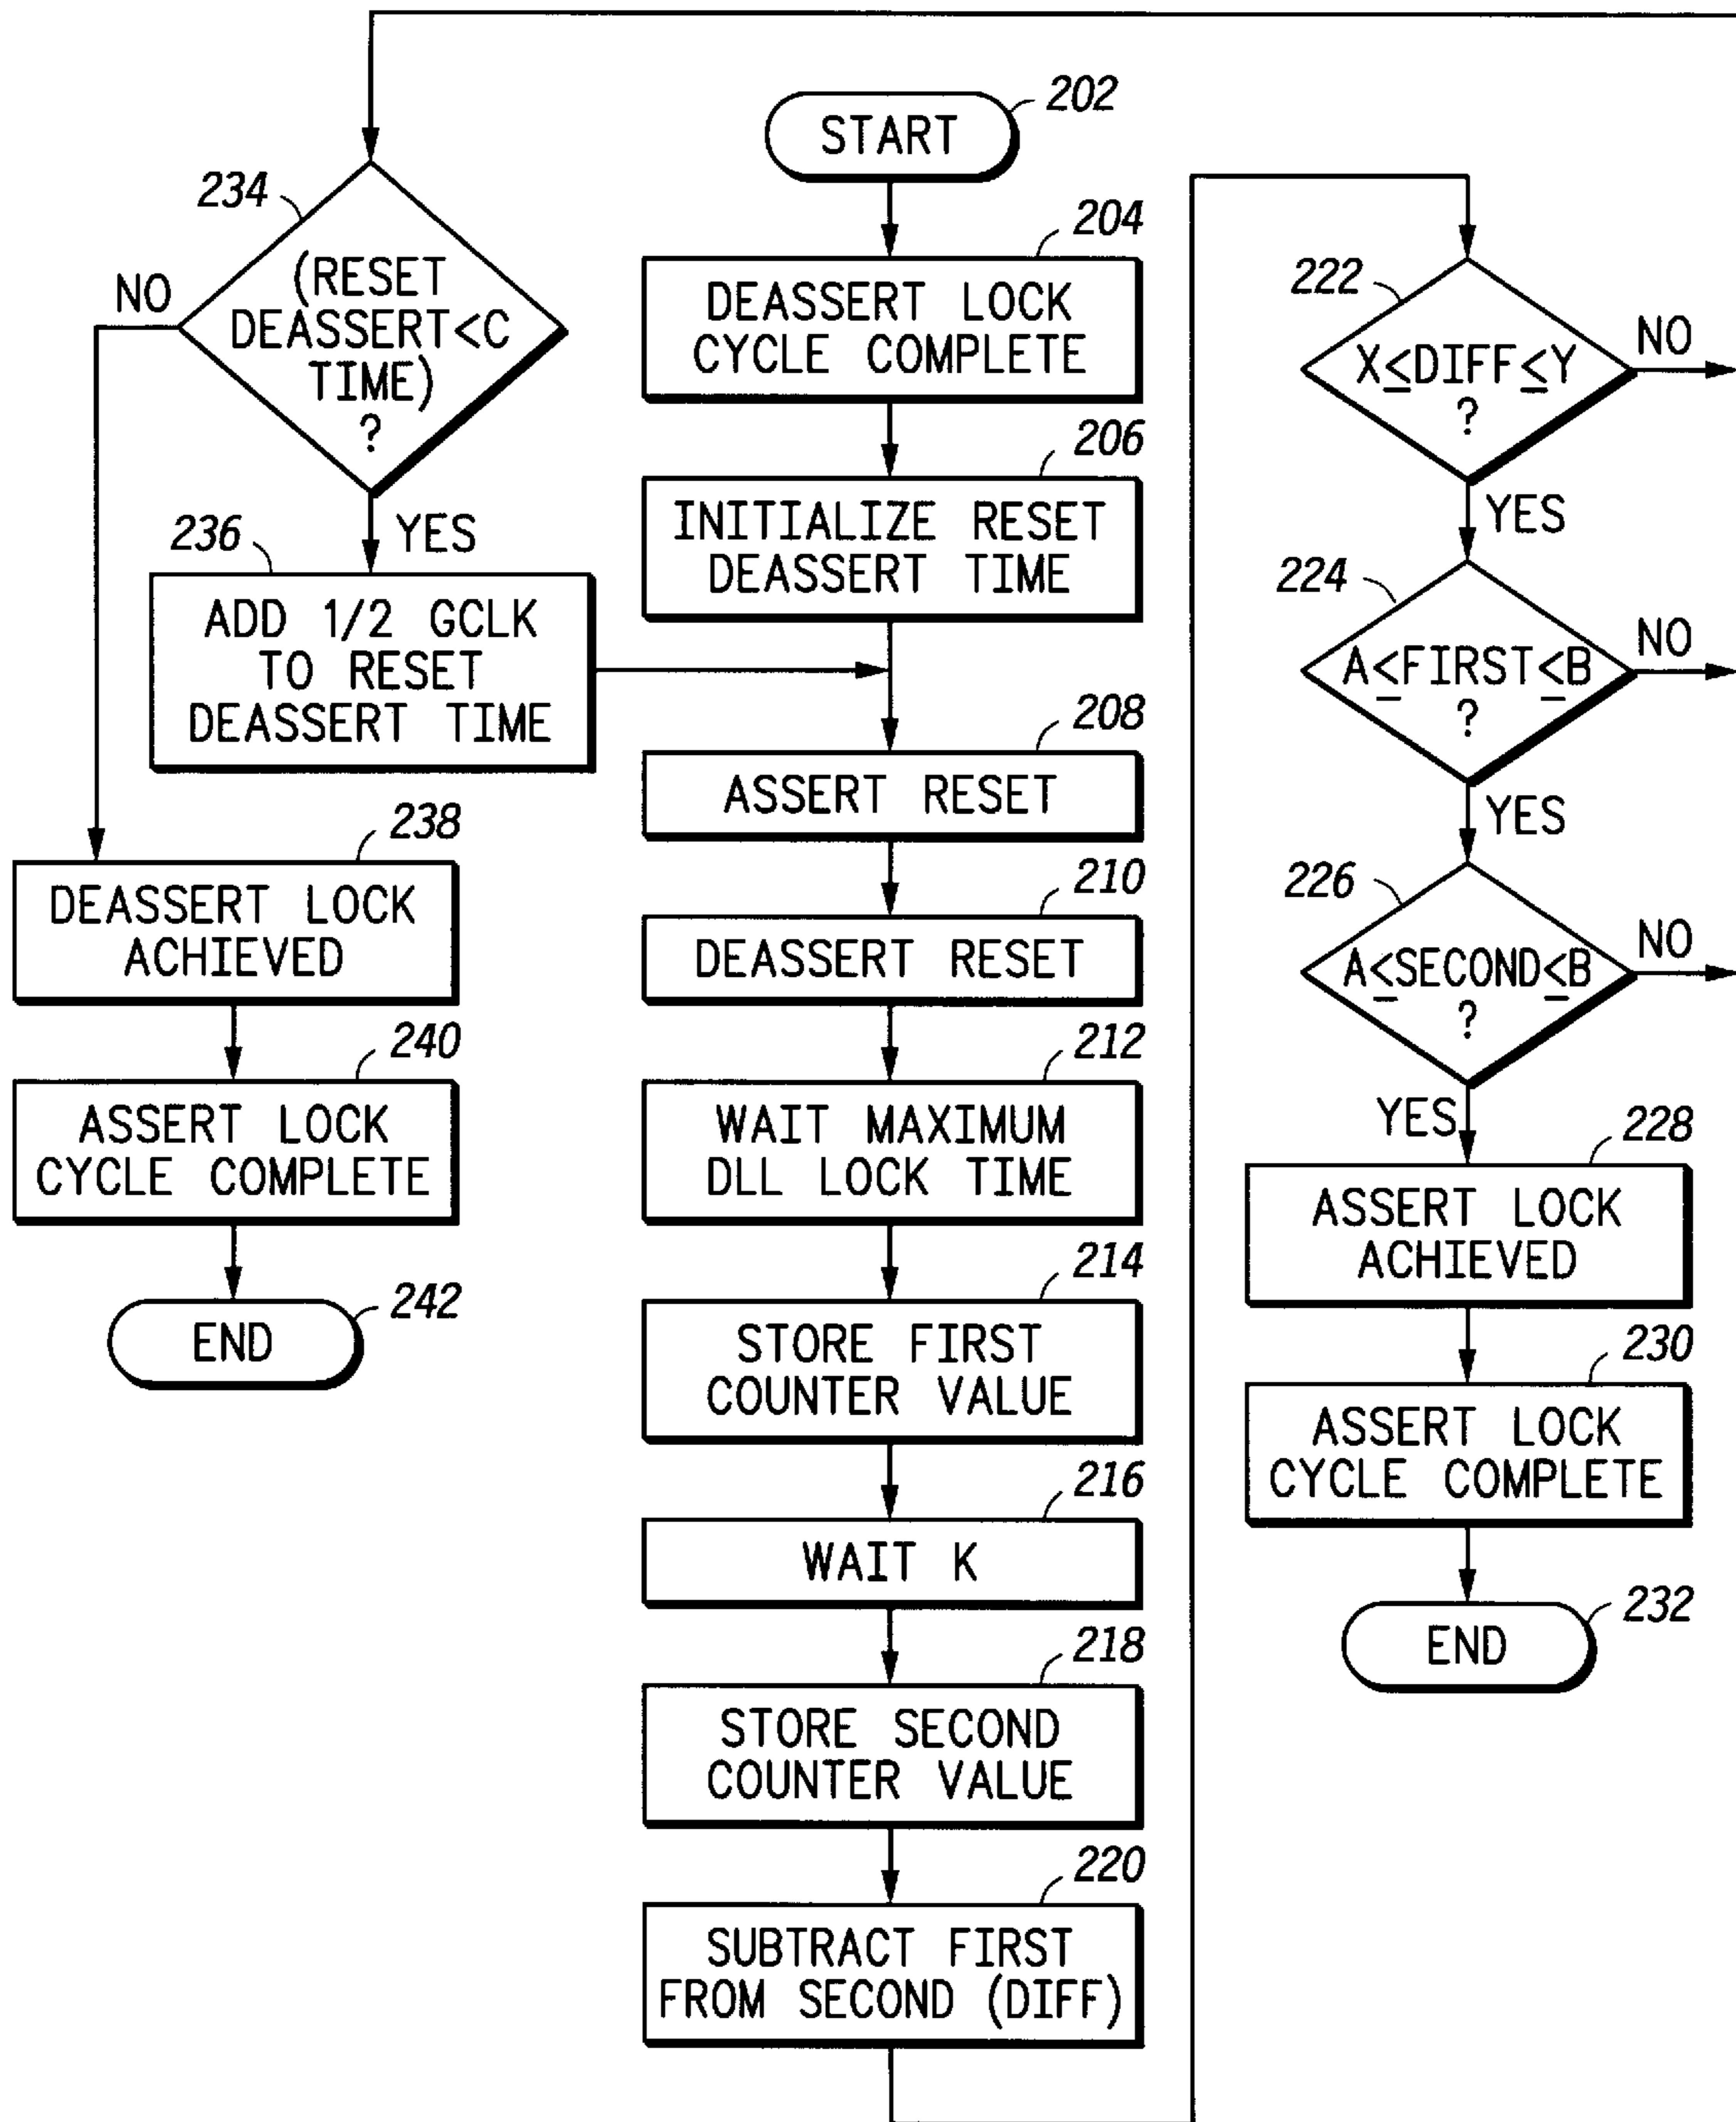 START
202
204
DEASSERT LOCK
CYCLE COMPLETE
206
INITIALIZE RESET
DEASSERT TIME
208
ASSERT RESET
210
DEASSERT RESET
212
WAIT MAXIMUM
DLL LOCK TIME
214
STORE FIRST
COUNTER VALUE
216
WAIT K
218
STORE SECOND
COUNTER VALUE
220
SUBTRACT FIRST
FROM SECOND (DIFF)
222
X≤DIFF≤Y
?
NO
YES
224
A≤FIRST≤B
?
NO
YES
226
A≤SECOND≤B
?
NO
YES
228
ASSERT LOCK
ACHIEVED
230
ASSERT LOCK
CYCLE COMPLETE
232
END
234
(RESET
DEASSERT<C
TIME)
?
NO
YES
236
ADD 1/2 GCLK
TO RESET
DEASSERT TIME
238
DEASSERT LOCK
ACHIEVED
240
ASSERT LOCK
CYCLE COMPLETE
242
END